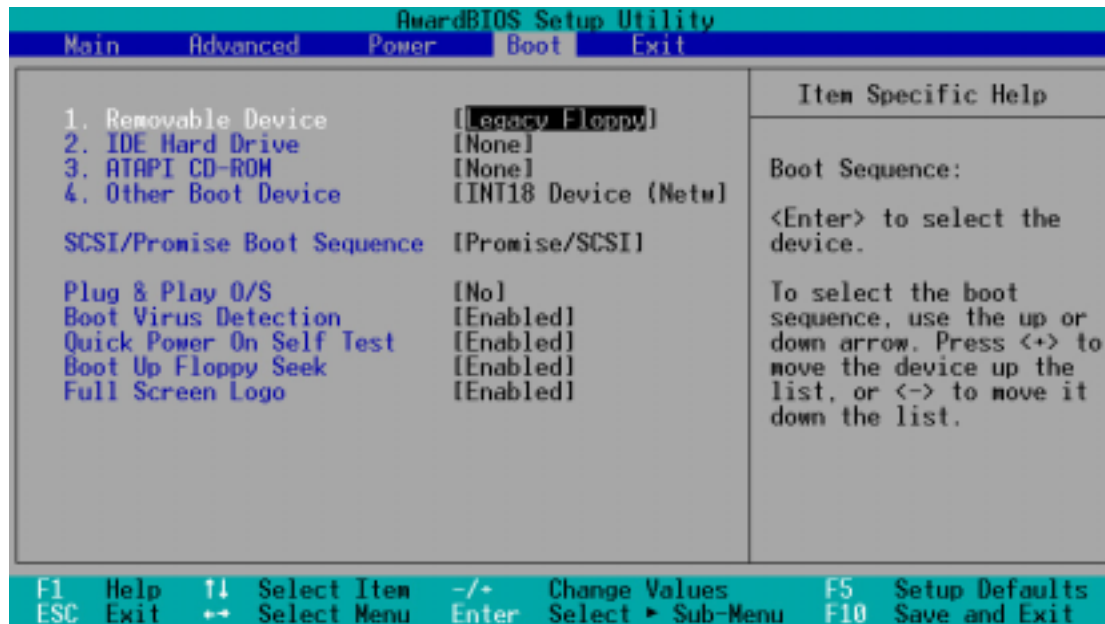 AwardBIOS Setup Utility
Main Advanced Power Boot Exit
1. Removable Device [Legacy Floppy]
2. IDE Hard Drive [None]
3. ATAPI CD-ROM [None]
4. Other Boot Device [INT18 Device (Netw]
SCSI/Promise Boot Sequence [Promise/SCSI]
Plug & Play O/S [No]
Boot Virus Detection [Enabled]
Quick Power On Self Test [Enabled]
Boot Up Floppy Seek [Enabled]
Full Screen Logo [Enabled]
Item Specific Help
Boot Sequence:
<Enter> to select the
device.
To select the boot
sequence, use the up or
down arrow. Press <+> to
move the device up the
list, or <-> to move it
down the list.
F1 Help ↑↓ Select Item -/+ Change Values F5 Setup Defaults
ESC Exit ←→ Select Menu Enter Select ► Sub-Menu F10 Save and Exit